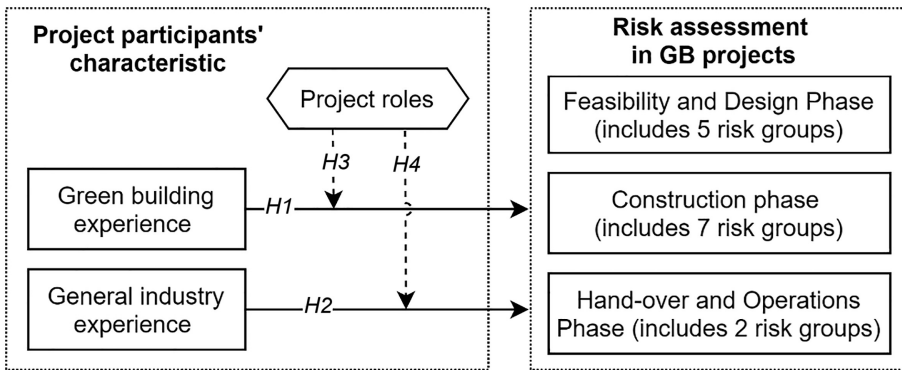 Project participants'
characteristic
Project roles
H3
H4
Green building
experience
H1
General industry
experience
H2
Risk assessment
in GB projects
Feasibility and Design Phase
(includes 5 risk groups)
Construction phase
(includes 7 risk groups)
Hand-over and Operations
Phase (includes 2 risk groups)